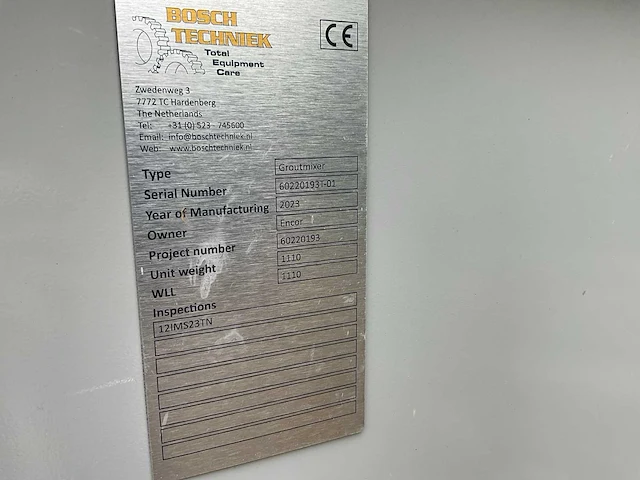 BOSCH
TECHNIEK
Total
Equipment
Care
CE
Zwedenweg 3
7772 TC Hardenberg
The Netherlands
Tel: +31 (0) 523 - 745600
Email: info@boschtechniek.nl
Web: www.boschtechniek.nl
Type Groutmixer
Serial Number 60220193T-01
Year of Manufacturing 2023
Owner Encor
Project number 60220193
Unit weight 1110
WLL 1110
Inspections
12IMS23TN